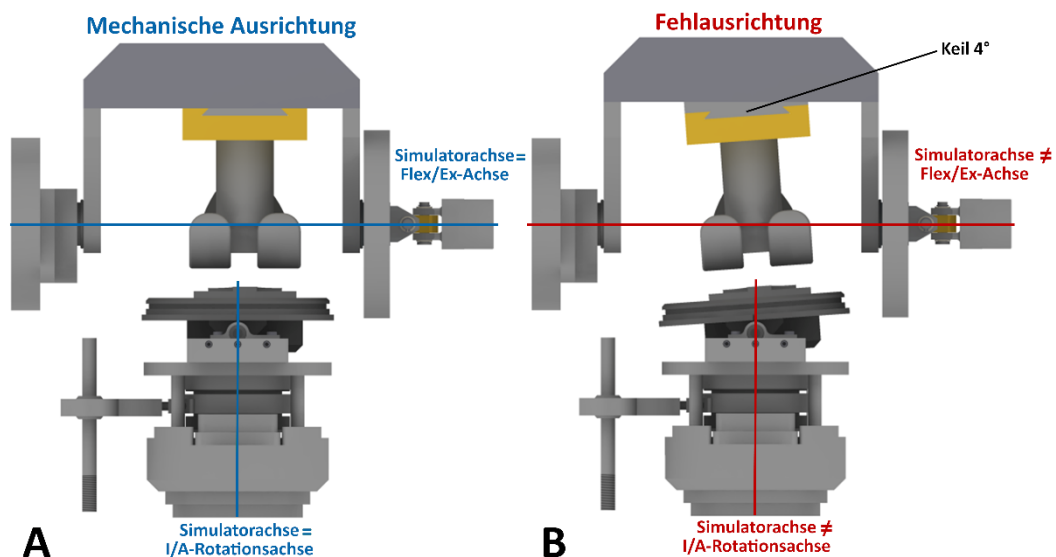 Mechanische Ausrichtung
Simulatorachse =
Flex/Ex-Achse
A
Simulatorachse =
I/A-Rotationsachse
Fehlausrichtung
Keil 4°
Simulatorachse ≠
Flex/Ex-Achse
B
Simulatorachse ≠
I/A-Rotationsachse